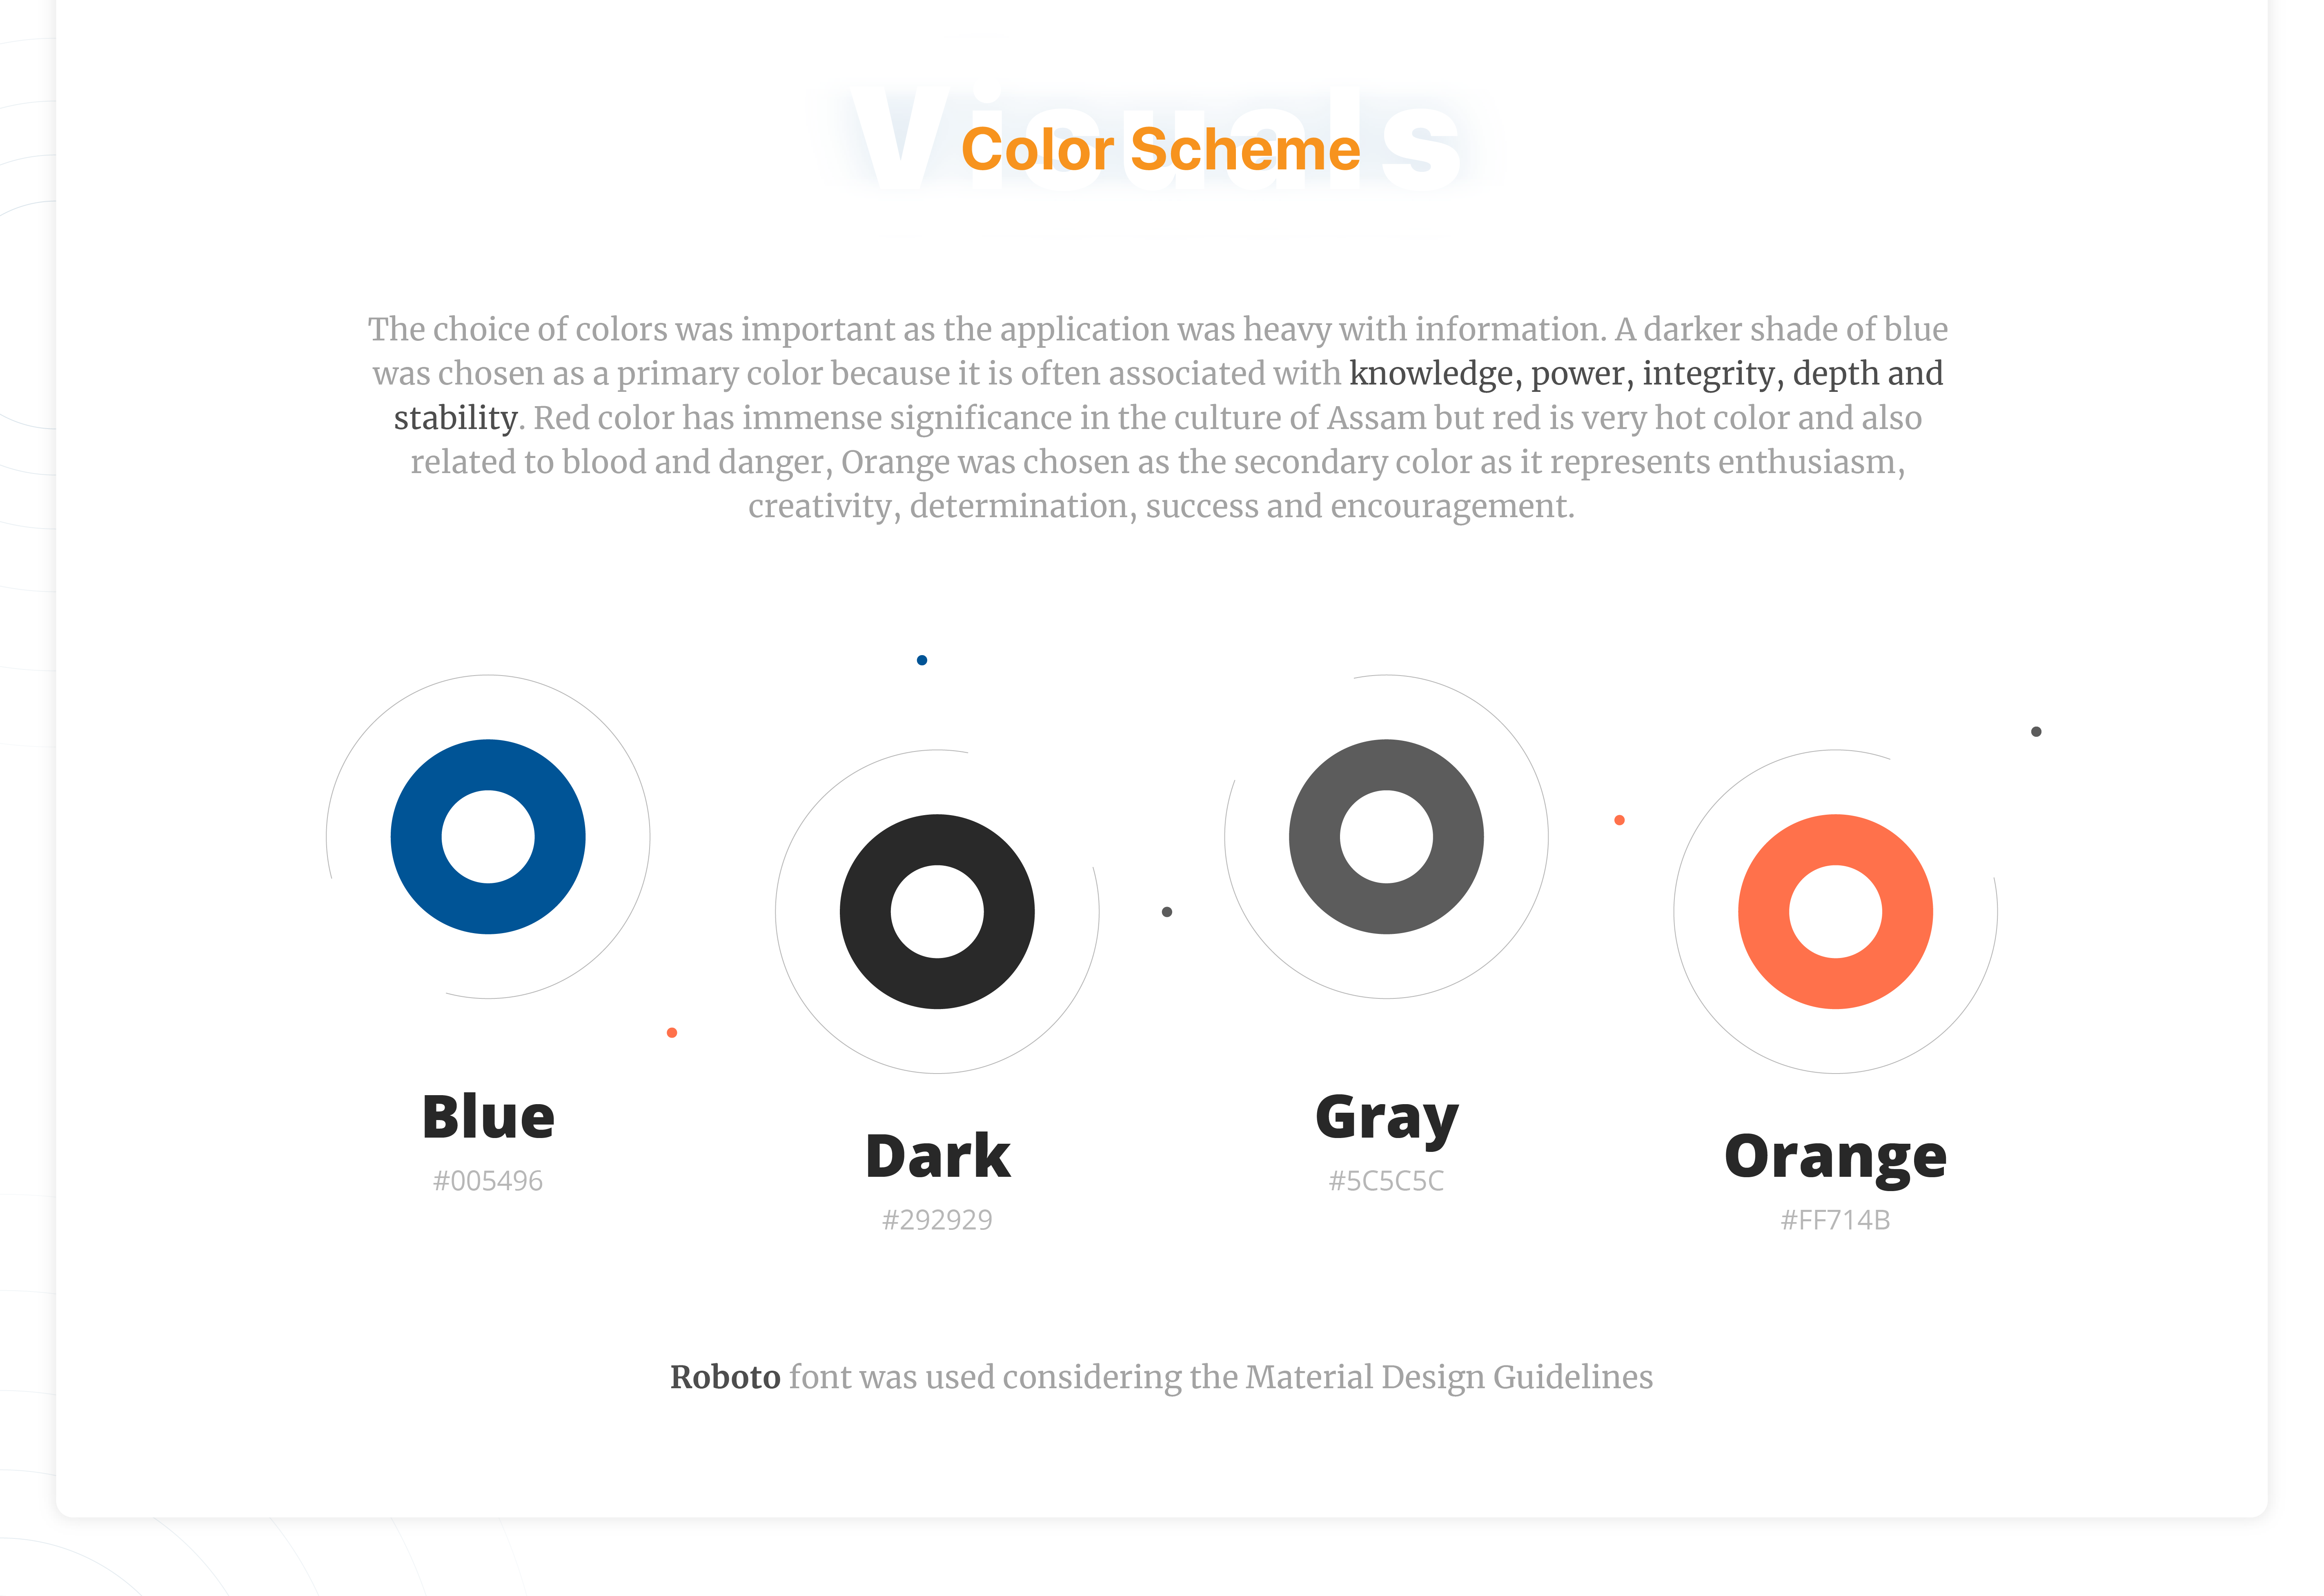 Visuals
Color Scheme
The choice of colors was important as the application was heavy with information. A darker shade of blue
was chosen as a primary color because it is often associated with knowledge, power, integrity, depth and
stability. Red color has immense significance in the culture of Assam but red is very hot color and also
related to blood and danger, Orange was chosen as the secondary color as it represents enthusiasm,
creativity, determination, success and encouragement.
Blue
#005496
Dark
#292929
Gray
#5C5C5C
Orange
#FF714B
Roboto font was used considering the Material Design Guidelines